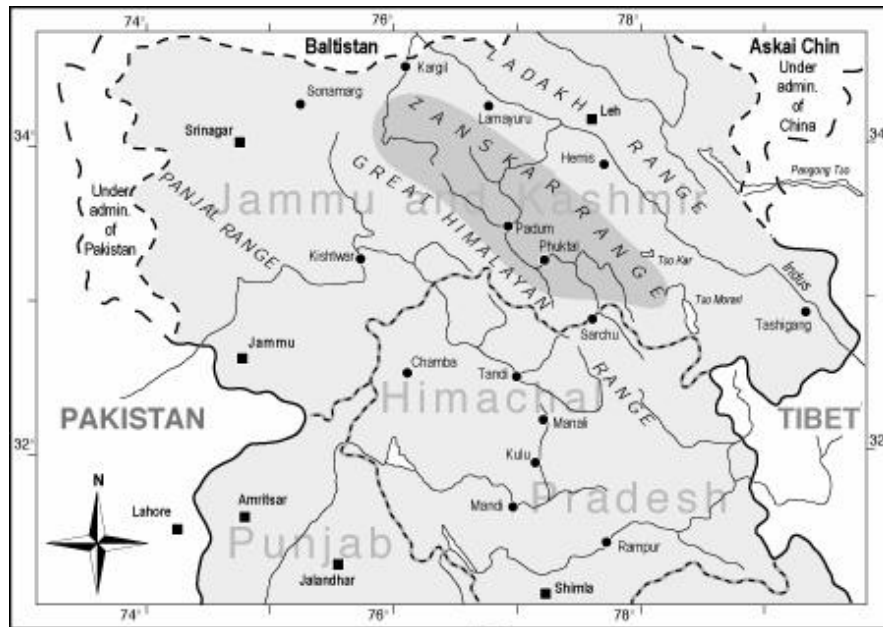 74°
76°
78°
Baltistan
Askai Chin
Under
admin.
of
China
Kargil
LADAKH RANGE
Sonamarg
Lamayuru
Leh
ZANSKAR RANGE
34°
34°
Srinagar
Hemis
Pangong Tso
Under
admin.
of
Pakistan
PANJAL RANGE
Jammu and Kashmir
GREAT HIMALAYAN
RANGE
Padum
Phuktal
Kishtwar
Tso Kar
Indus
Tso Morari
Tashigang
Sarchu
Jammu
Chamba
Tandi
Himachal
PAKISTAN
TIBET
Manali
32°
32°
Kulu
N
Lahore
Amritsar
Mandi
Pradesh
Punjab
Rampur
Jalandhar
Shimla
74°
76°
78°